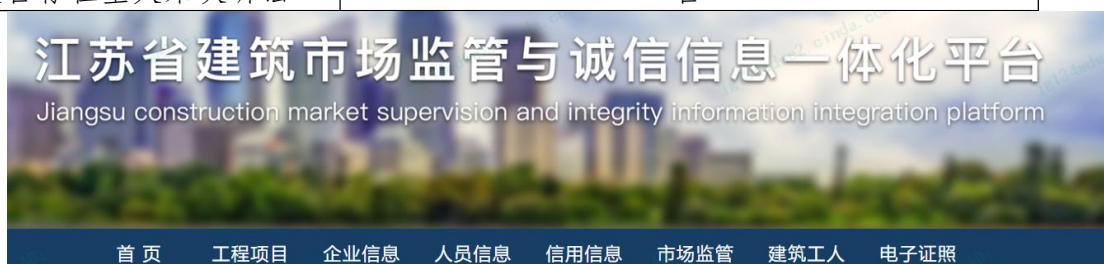 江苏省建筑市场监管与诚信信息一体化平台
Jiangsu construction market supervision and integrity information integration platform
首 页 工程项目 企业信息 人员信息 信用信息 市场监管 建筑工人 电子证照